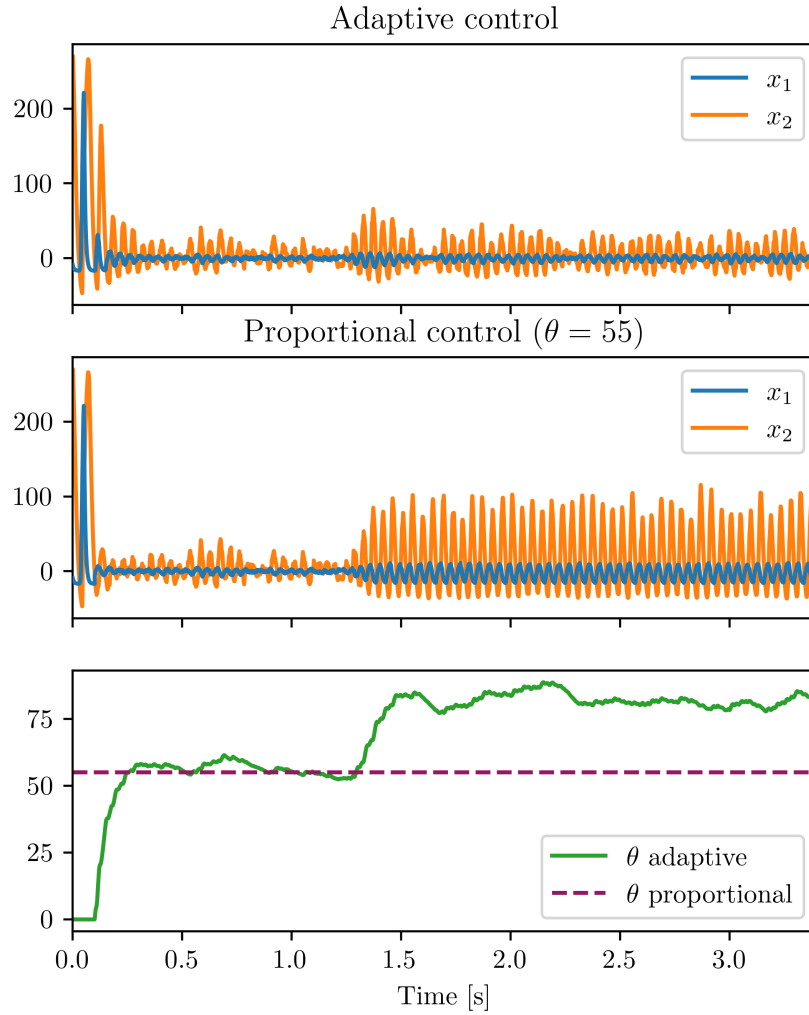 Adaptive control
200
100
0
x₁
x₂
Proportional control (θ = 55)
200
100
0
x₁
x₂
75
50
25
0
θ adaptive
θ proportional
0.0 0.5 1.0 1.5 2.0 2.5 3.0
Time [s]